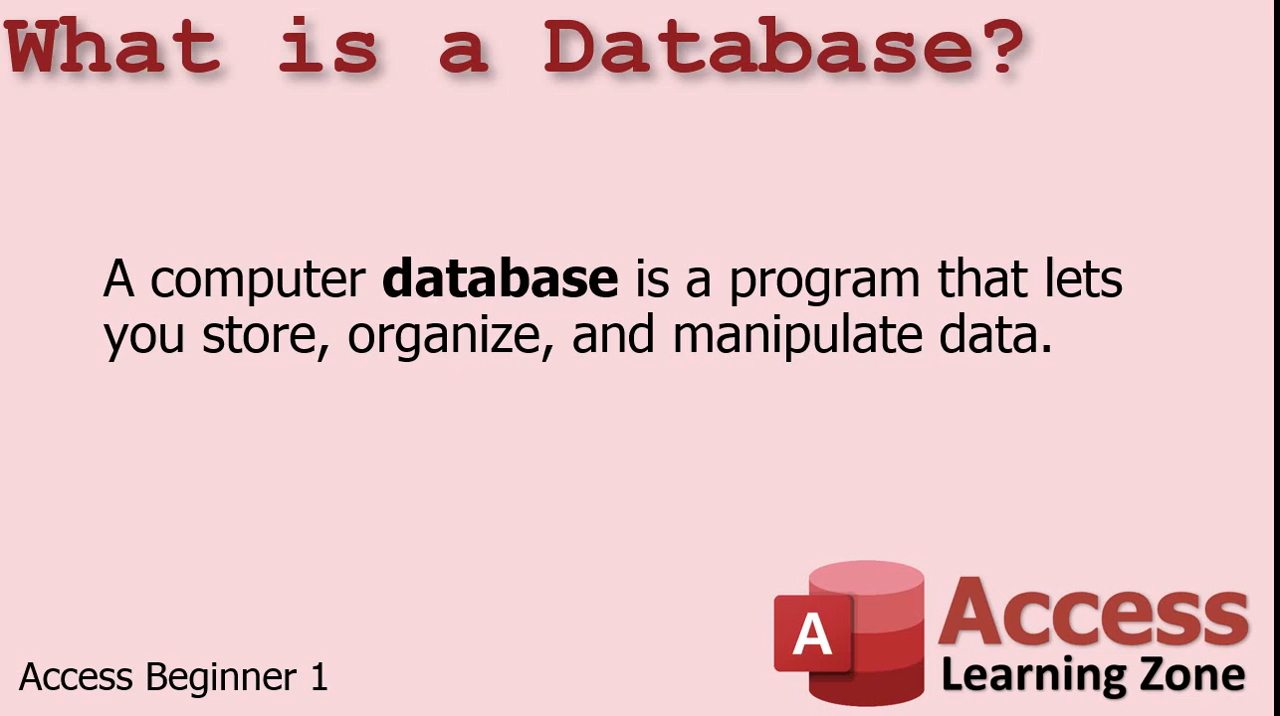 What is a Database?
A computer database is a program that lets
you store, organize, and manipulate data.
A
Access
Learning Zone
Access Beginner 1